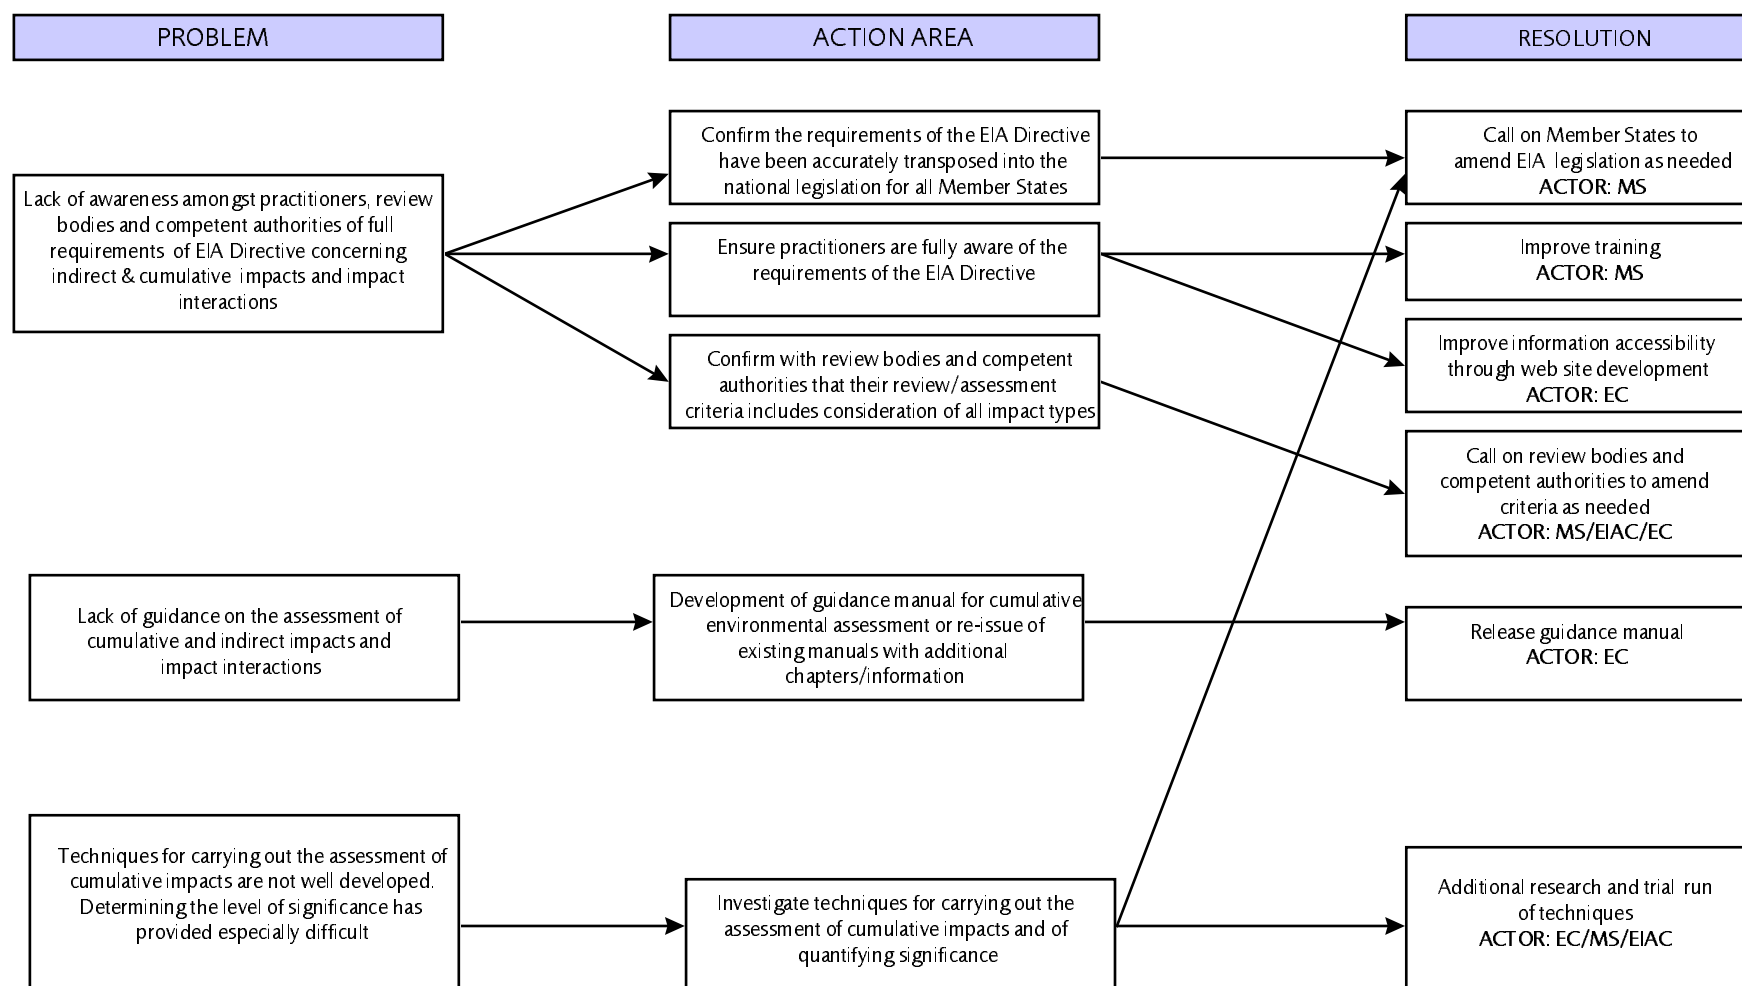 PROBLEM
ACTION AREA
RESOLUTION
Lack of awareness amongst practitioners, review
bodies and competent authorities of full
requirements of EIA Directive concerning
indirect & cumulative impacts and impact
interactions
Confirm the requirements of the EIA Directive
have been accurately transposed into the
national legislation for all Member States
Call on Member States to
amend EIA legislation as needed
ACTOR: MS
Ensure practitioners are fully aware of the
requirements of the EIA Directive
Improve training
ACTOR: MS
Improve information accessibility
through web site development
ACTOR: EC
Confirm with review bodies and competent
authorities that their review/assessment
criteria includes consideration of all impact types
Call on review bodies and
competent authorities to amend
criteria as needed
ACTOR: MS/EIAC/EC
Lack of guidance on the assessment of
cumulative and indirect impacts and
impact interactions
Development of guidance manual for cumulative
environmental assessment or re-issue of
existing manuals with additional
chapters/information
Release guidance manual
ACTOR: EC
Techniques for carrying out the assessment of
cumulative impacts are not well developed.
Determining the level of significance has
provided especially difficult
Investigate techniques for carrying out the
assessment of cumulative impacts and of
quantifying significance
Additional research and trial run
of techniques
ACTOR: EC/MS/EIAC